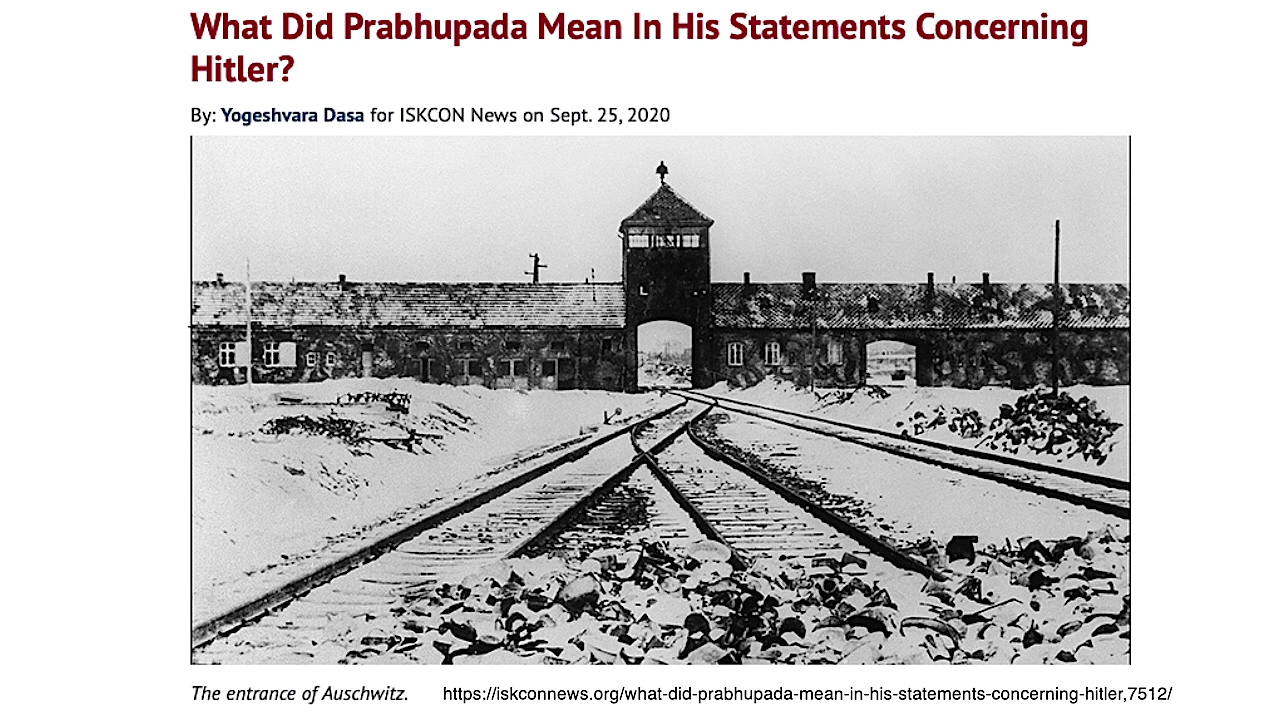 What Did Prabhupada Mean In His Statements Concerning
Hitler?
By: Yogeshvara Dasa for ISKCON News on Sept. 25, 2020
The entrance of Auschwitz. https://iskconnews.org/what-did-prabhupada-mean-in-his-statements-concerning-hitler,7512/